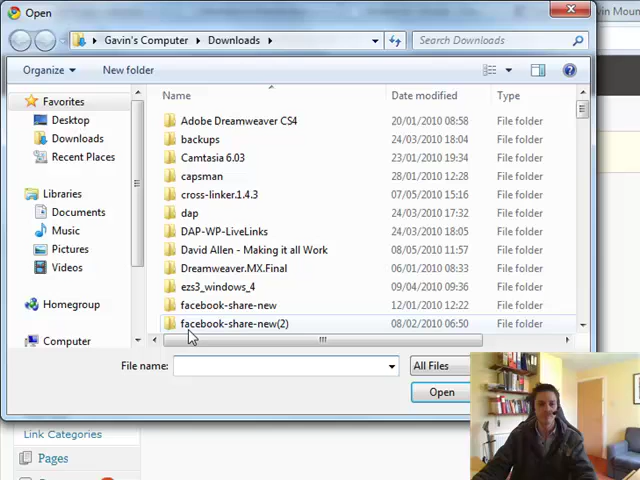 Open
vin Moun
Gavin's Computer Downloads Search Downloads
Organize New folder
Name Date modified Type
Favorites
Desktop
Downloads
Recent Places
Libraries
Documents
Music
Pictures
Videos
Homegroup
Computer
Adobe Dreamweaver CS4 20/01/2010 08:58 File folder
backups 24/03/2010 18:04 File folder
Camtasia 6.03 23/01/2010 19:34 File folder
capsman 28/01/2010 12:28 File folder
cross-linker.1.4.3 07/05/2010 15:16 File folder
dap 24/03/2010 17:32 File folder
DAP-WP-LiveLinks 24/03/2010 18:05 File folder
David Allen - Making it all Work 08/05/2010 11:57 File folder
Dreamweaver.MX.Final 06/01/2010 08:33 File folder
ezs3_windows_4 09/04/2010 09:04 File folder
facebook-share-new 12/01/2010 12:22 File folder
facebook-share-new(2) 08/02/2010 06:50 File folder
File name: All Files
Open
Link Categories
Pages